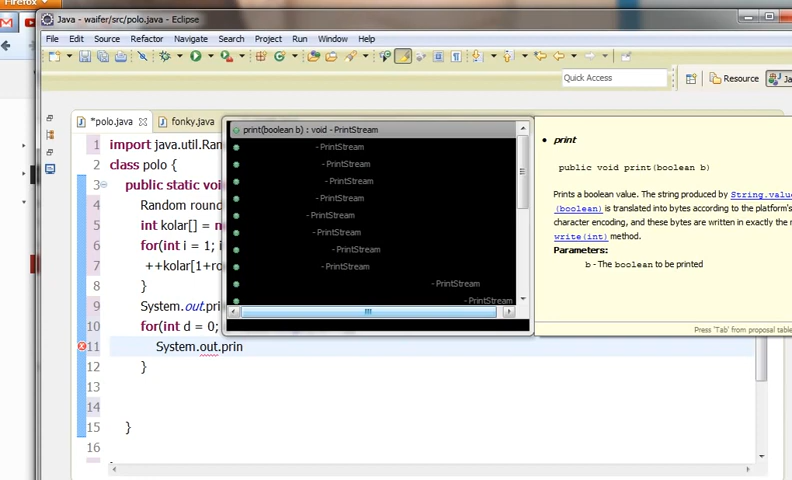 Firefox
Java - waifer/src/polo.java - Eclipse
File Edit Source Refactor Navigate Search Project Run Window Help
Quick Access
Resource
*polo.java fonky.java
1 import java.util.Ran
2 class polo {
3 public static voi
4 Random round
5 int kolar[] =
6 for(int i = 1;
7 ++kolar[1+ro
8 }
9 System.out.prin
10 for(int d = 0;
11 System.out.prin
12 }
14
15 }
16
print(boolean b) : void - PrintStream
- PrintStream
- PrintStream
- PrintStream
- PrintStream
- PrintStream
- PrintStream
- PrintStream
- PrintStream
- PrintStream
- PrintStream
print
public void print(boolean b)
Prints a boolean value. The string produced by String.valu
(boolean) is translated into bytes according to the platform's
character encoding, and these bytes are written in exactly the
write(int) method.
Parameters:
b - The boolean to be printed
Press 'Tab' from proposal table